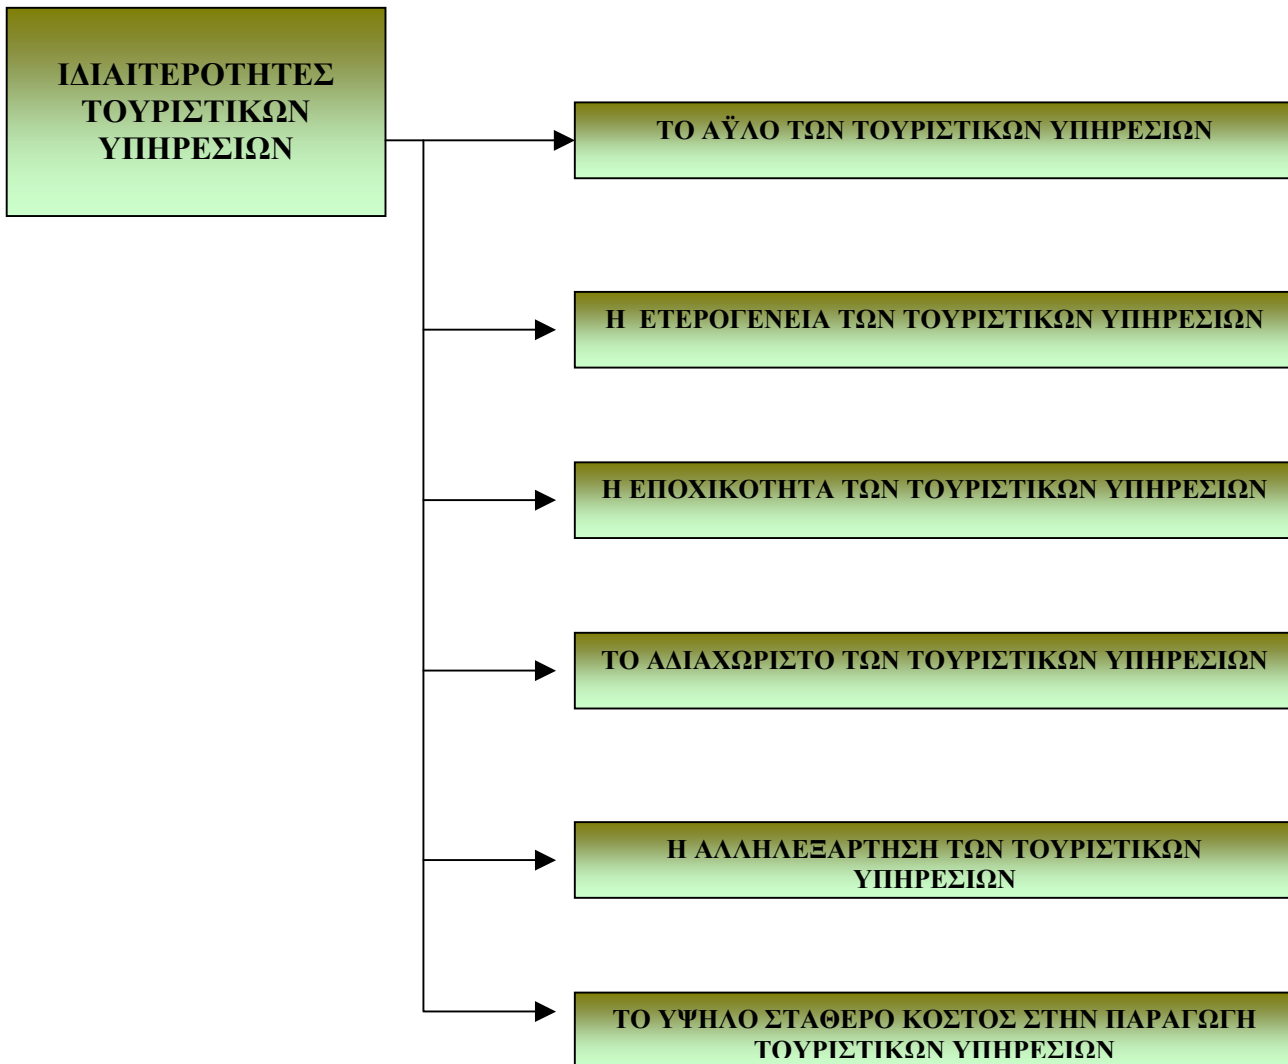 ΙΔΙΑΙΤΕΡΟΤΗΤΕΣ
ΤΟΥΡΙΣΤΙΚΩΝ
ΥΠΗΡΕΣΙΩΝ
ΤΟ ΑΫΛΟ ΤΩΝ ΤΟΥΡΙΣΤΙΚΩΝ ΥΠΗΡΕΣΙΩΝ
Η ΕΤΕΡΟΓΕΝΕΙΑ ΤΩΝ ΤΟΥΡΙΣΤΙΚΩΝ ΥΠΗΡΕΣΙΩΝ
Η ΕΠΟΧΙΚΟΤΗΤΑ ΤΩΝ ΤΟΥΡΙΣΤΙΚΩΝ ΥΠΗΡΕΣΙΩΝ
ΤΟ ΑΔΙΑΧΩΡΙΣΤΟ ΤΩΝ ΤΟΥΡΙΣΤΙΚΩΝ ΥΠΗΡΕΣΙΩΝ
Η ΑΛΛΗΛΕΞΑΡΤΗΣΗ ΤΩΝ ΤΟΥΡΙΣΤΙΚΩΝ
ΥΠΗΡΕΣΙΩΝ
ΤΟ ΥΨΗΛΟ ΣΤΑΘΕΡΟ ΚΟΣΤΟΣ ΣΤΗΝ ΠΑΡΑΓΩΓΗ
ΤΟΥΡΙΣΤΙΚΩΝ ΥΠΗΡΕΣΙΩΝ